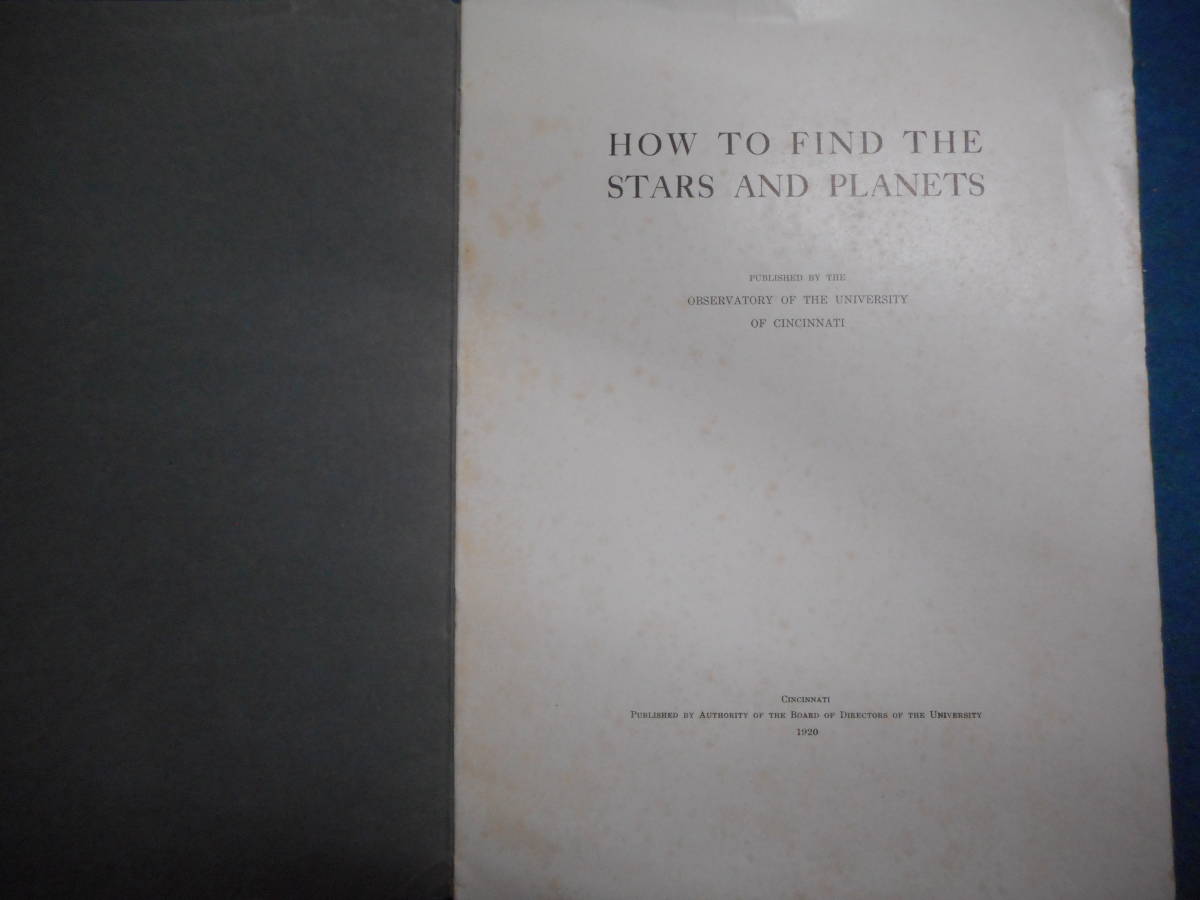 HOW TO FIND THE
STARS AND PLANETS
PUBLISHED BY THE
OBSERVATORY OF THE UNIVERSITY
OF CINCINNATI
CINCINNATI
PUBLISHED BY AUTHORITY OF THE BOARD OF DIRECTORS OF THE UNIVERSITY
1920